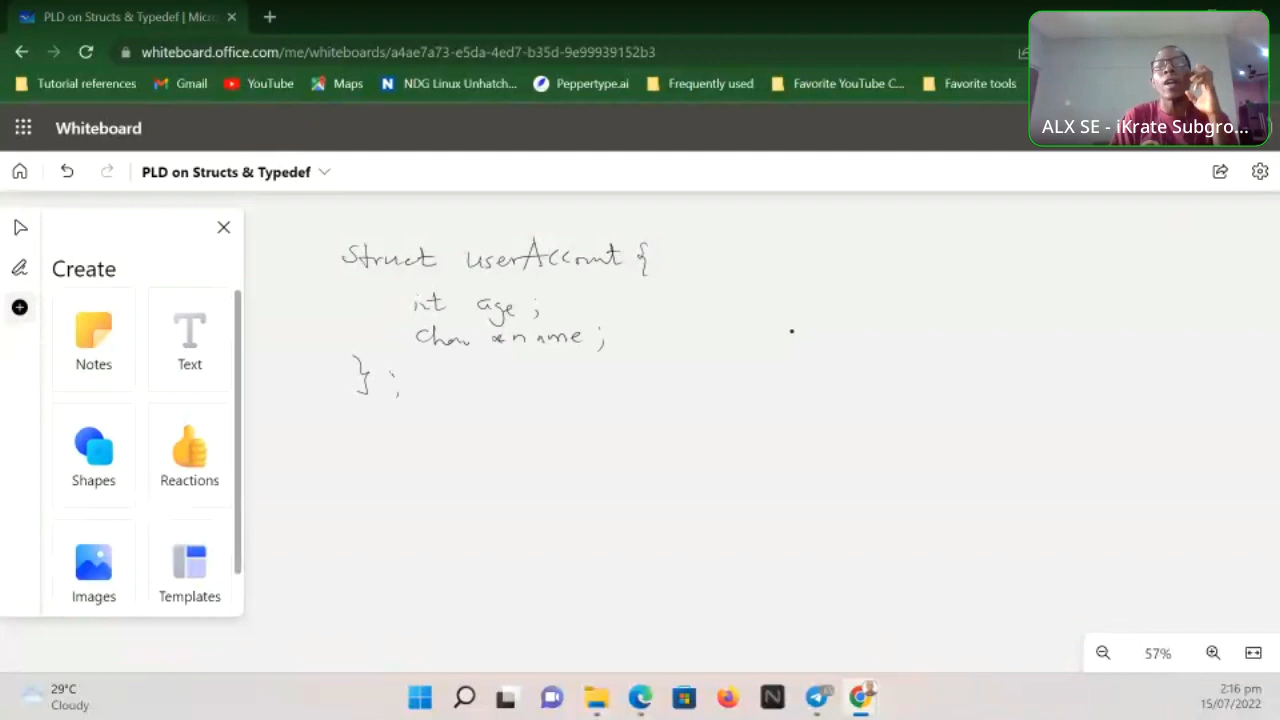 PLD on Structs & Typedef | Micr
whiteboard.office.com/me/whiteboards/a4ae7a73-e5da-4ed7-b35d-9e99939152b3
Tutorial references Gmail YouTube Maps NDG Linux Unhatch... Peppertype.ai Frequently used Favorite YouTube C... Favorite tools
ALX SE - iKrate Subgro...
Whiteboard
PLD on Structs & Typedef
Create
Notes Text
Shapes Reactions
Images Templates
Struct userAccount {
int age ;
char *name ;
} ;
57%
29°C
Cloudy
2:16 pm
15/07/2022